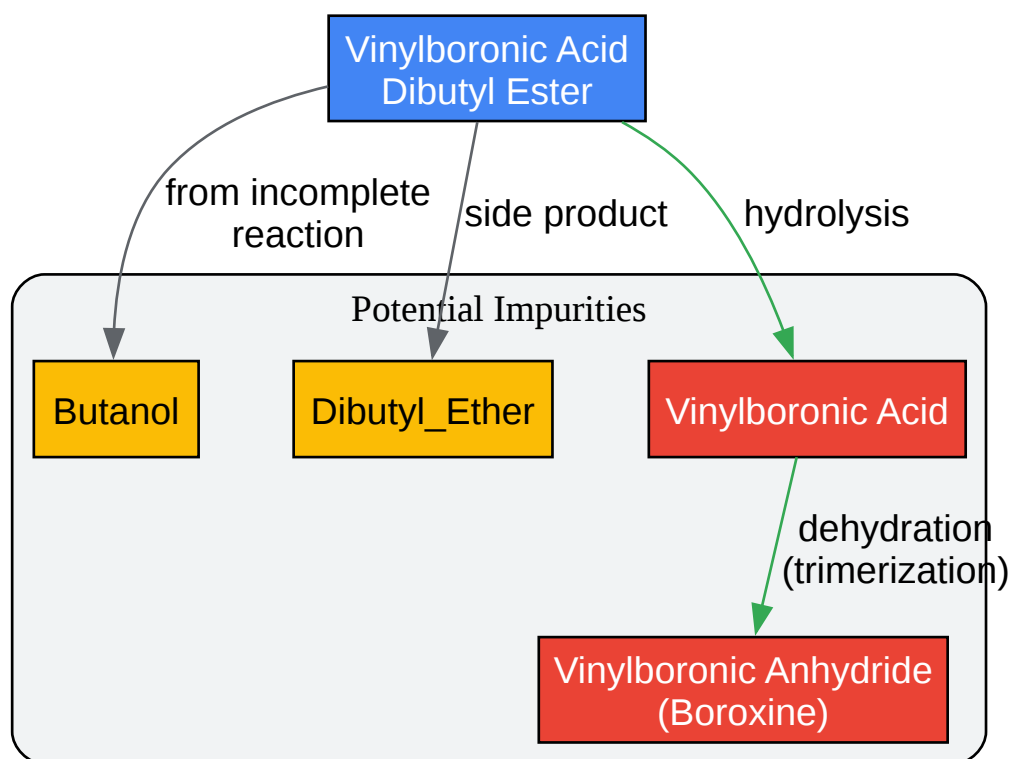 Vinylboronic Acid
Dibutyl Ester
from incomplete
reaction
side product
hydrolysis
Potential Impurities
Butanol
Dibutyl_Ether
Vinylboronic Acid
dehydration
(trimerization)
Vinylboronic Anhydride
(Boroxine)